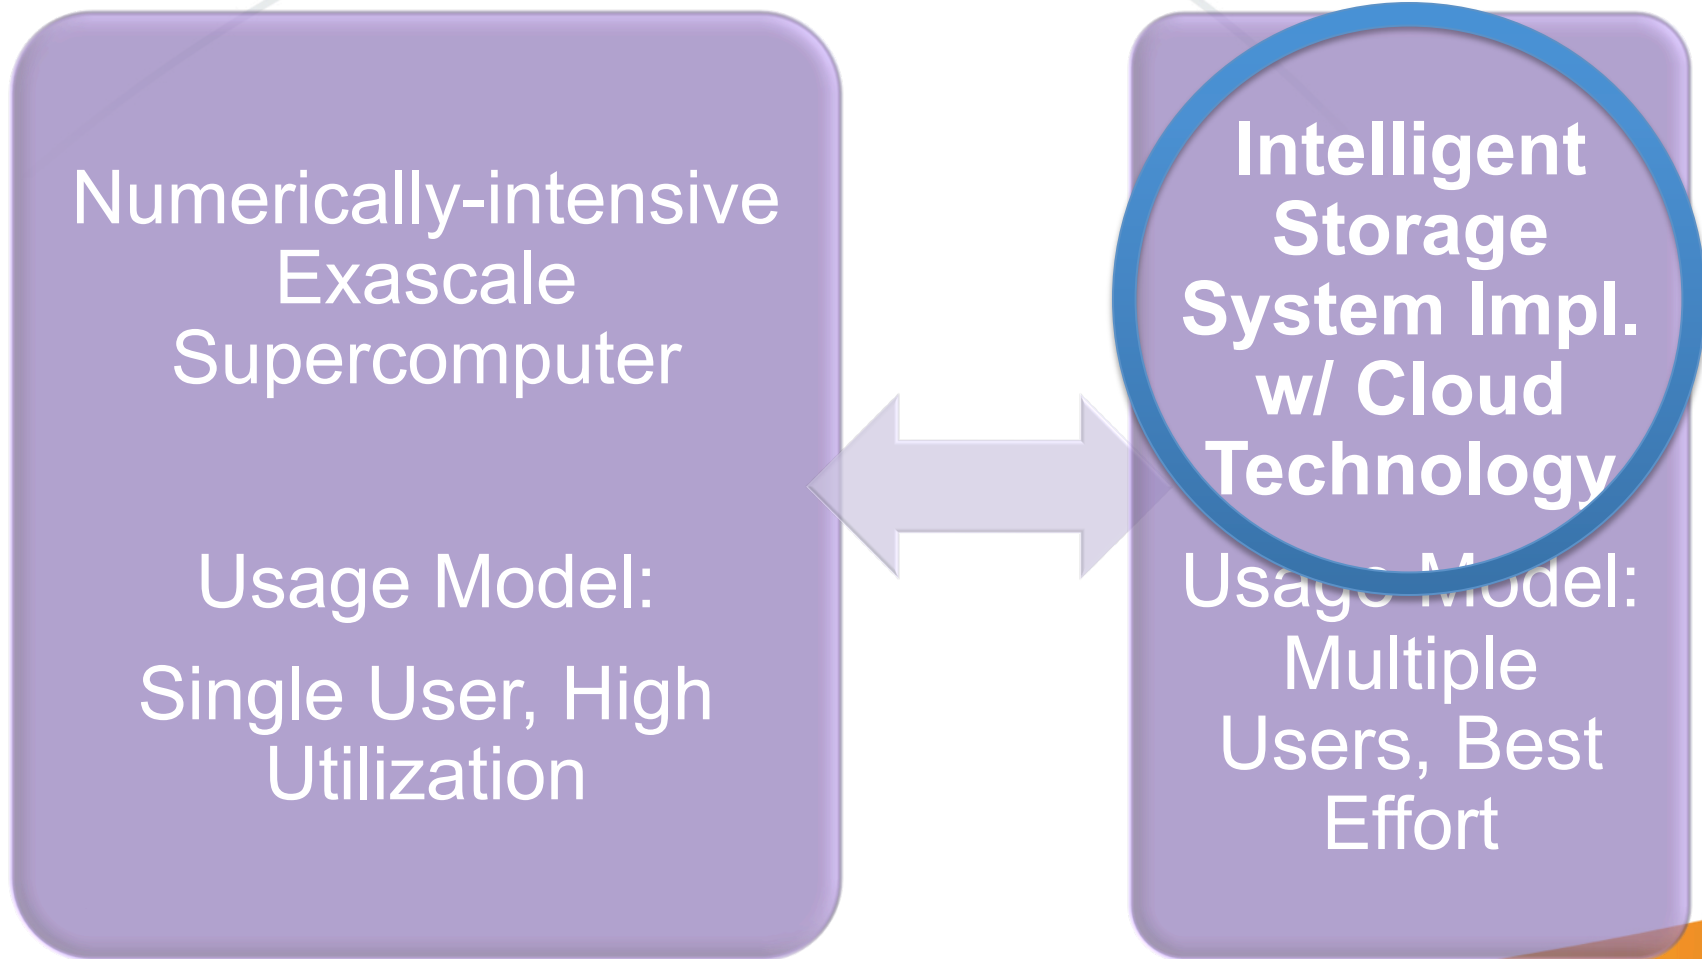 Numerically-intensive
Exascale
Supercomputer
Usage Model:
Single User, High
Utilization
Intelligent
Storage
System Impl.
w/ Cloud
Technology
Usage Model:
Multiple
Users, Best
Effort